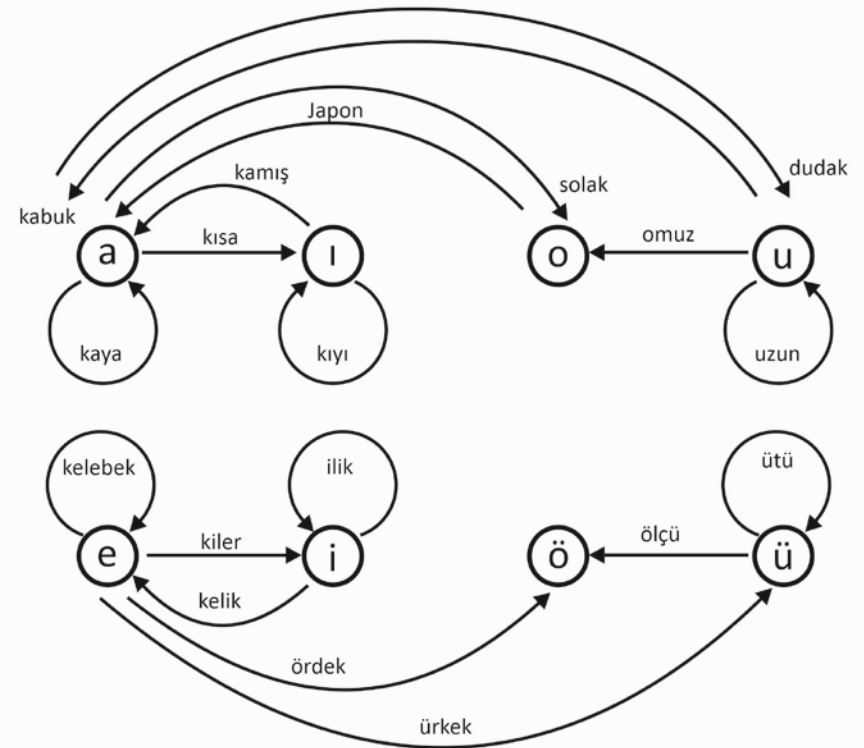 Japon
kamış
solak
dudak
kabuk
a
kısa
ı
o
omuz
u
kaya
kıyı
uzun
kelebek
ilik
ütü
e
kiler
i
ö
ölçü
ü
kelik
ördek
ürkek